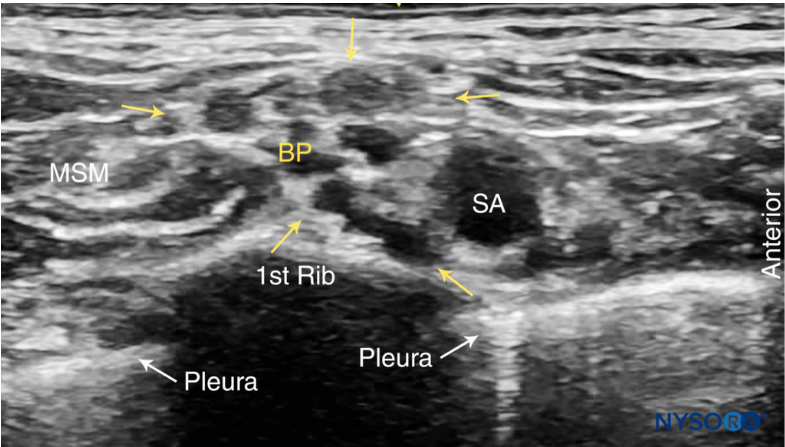 BP
MSM
SA
Anterior
1st Rib
Pleura
Pleura
NYSORA